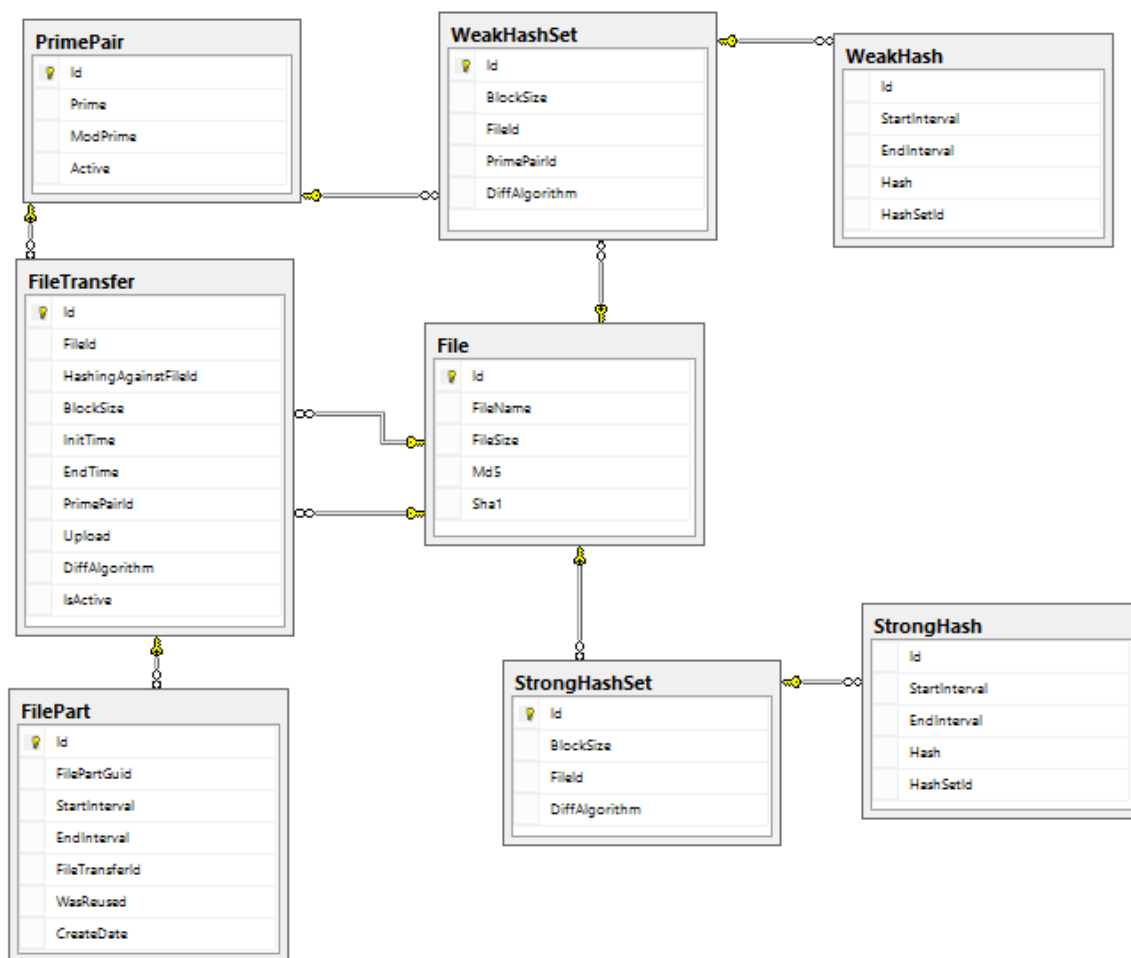 PrimePair
Id
Prime
ModPrime
Active
WeakHashSet
Id
BlockSize
FileId
PrimePairId
DiffAlgorithm
WeakHash
Id
StartInterval
EndInterval
Hash
HashSetId
FileTransfer
Id
FileId
HashingAgainstFileId
BlockSize
InitTime
EndTime
PrimePairId
Upload
DiffAlgorithm
IsActive
File
Id
FileName
FileSize
Md5
Sha1
StrongHash
Id
StartInterval
EndInterval
Hash
HashSetId
StrongHashSet
Id
BlockSize
FileId
DiffAlgorithm
FilePart
Id
FilePartGuid
StartInterval
EndInterval
FileTransferId
WasReused
CreateDate